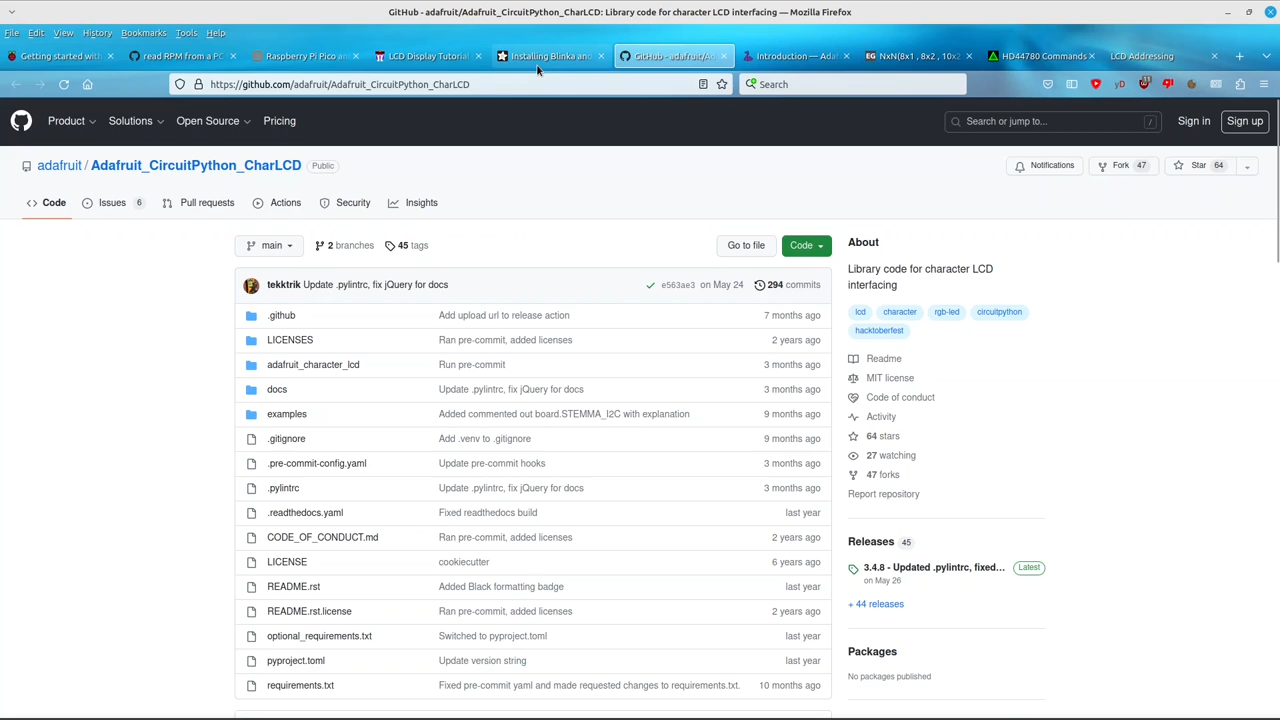 GitHub - adafruit/Adafruit_CircuitPython_CharLCD: Library code for character LCD interfacing — Mozilla Firefox
File Edit View History Bookmarks Tools Help
Getting started with
read RPM from a PC
Raspberry Pi Pico an
LCD Display Tutorial
Installing Blinka and
GitHub - adafruit/Ad
Introduction — Ada
NxN(8x1 , 8x2 , 10x2
HD44780 Commands
LCD Addressing
https://github.com/adafruit/Adafruit_CircuitPython_CharLCD
Search
Product Solutions Open Source Pricing
Search or jump to... /
Sign in Sign up
adafruit / Adafruit_CircuitPython_CharLCD Public
Notifications Fork 47 Star 64
Code Issues 6 Pull requests Actions Security Insights
main 2 branches 45 tags
Go to file Code
tekktrik Update .pylintrc, fix jQuery for docs e563ae3 on May 24 294 commits
.github Add upload url to release action 7 months ago
LICENSES Ran pre-commit, added licenses 2 years ago
adafruit_character_lcd Run pre-commit 3 months ago
docs Update .pylintrc, fix jQuery for docs 3 months ago
examples Added commented out board.STEMMA_I2C with explanation 9 months ago
.gitignore Add .venv to .gitignore 9 months ago
.pre-commit-config.yaml Update pre-commit hooks 3 months ago
.pylintrc Update .pylintrc, fix jQuery for docs 3 months ago
.readthedocs.yaml Fixed readthedocs build last year
CODE_OF_CONDUCT.md Ran pre-commit, added licenses 2 years ago
LICENSE cookiecutter 6 years ago
README.rst Added Black formatting badge last year
README.rst.license Ran pre-commit, added licenses 2 years ago
optional_requirements.txt Switched to pyproject.toml last year
pyproject.toml Update version string last year
requirements.txt Fixed pre-commit yaml and made requested changes to requirements.txt. 10 months ago
About
Library code for character LCD
interfacing
lcd character rgb-led circuitpython
hacktoberfest
Readme
MIT license
Code of conduct
Activity
64 stars
27 watching
47 forks
Report repository
Releases 45
3.4.8 - Updated .pylintrc, fixed... Latest
on May 26
+ 44 releases
Packages
No packages published